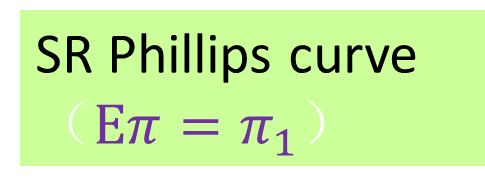 SR Phillips curve
（E𝜋 = 𝜋₁）